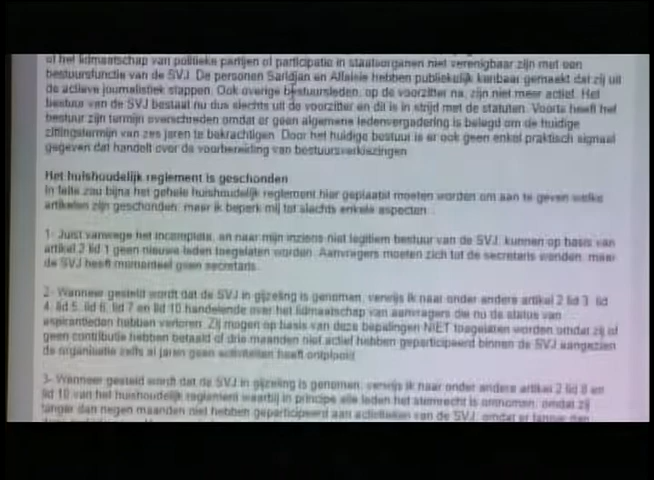 of het lidmaatschap van politieke partijen of participatie in staatsorganen niet verenigbaar zijn met een
bestuursfunctie van de SVJ. De personen Sardjan en Alfaisie hebben publiekelijk kenbaar gemaakt dat zij uit
de actieve journalistiek stappen. Ook overige bestuursleden, op de voorzitter na, zijn niet meer actief. Het
bestuur van de SVJ bestaat nu dus slechts uit de voorzitter en dit is in strijd met de statuten. Voorts heeft het
bestuur zijn termijn overschreden omdat er geen algemene ledenvergadering is belegd om de huidige
zittingstermijn van zes jaren te bekrachtigen. Door het huidige bestuur is er ook geen enkel praktisch signaal
gegeven dat handelt over de voorbereiding van bestuursverkiezingen.
Het huishoudelijk reglement is geschonden
In feite zou bijna het gehele huishoudelijk reglement hier geplaatst moeten worden om aan te geven welke
artikelen zijn geschonden, maar ik beperk mij tot slechts enkele aspecten.
1- Juist vanwege het incomplete, en naar mijn inziens niet legitiem bestuur van de SVJ, kunnen op basis van
artikel 2 lid 1 geen nieuwe leden toegelaten worden. Aanvragers moeten zich tot de secretaris wenden, maar
de SVJ heeft momenteel geen secretaris.
2- Wanneer gesteld wordt dat de SVJ in gijzeling is genomen, verwijs ik naar onder andere artikel 2 lid 3, lid
4, lid 5, lid 6, lid 7 en lid 10 handelende over het lidmaatschap van aanvragers die nu de status van
aspirantleden hebben verloren. Zij mogen op basis van deze bepalingen NIET toegelaten worden omdat zij of
geen contributie hebben betaald of drie maanden niet actief hebben geparticipeerd binnen de SVJ aangezien
de organisatie zelfs al jaren geen activiteiten heeft ontplooid.
3- Wanneer gesteld wordt dat de SVJ in gijzeling is genomen, verwijs ik naar onder andere artikel 2 lid 8 en
lid 10 van het huishoudelijk reglement waarbij in principe alle leden het stemrecht is ontnomen, omdat zij
langer dan negen maanden niet hebben geparticipeerd aan activiteiten van de SVJ, omdat er langer dan